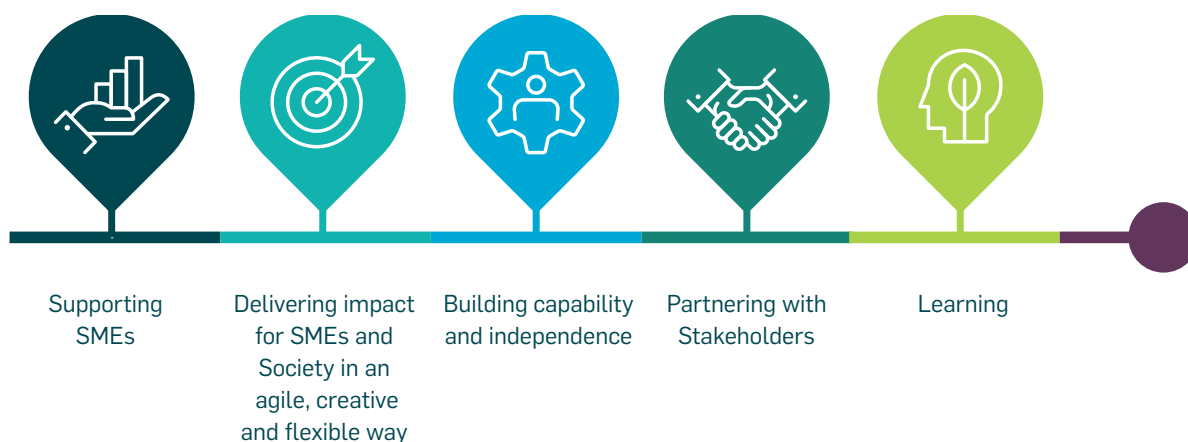 Supporting
SMEs
Delivering impact
for SMEs and
Society in an
agile, creative
and flexible way
Building capability
and independence
Partnering with
Stakeholders
Learning